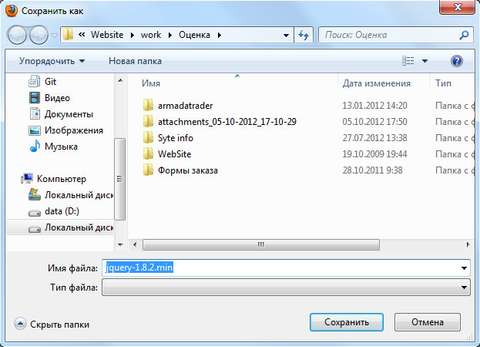 Сохранить как
Website work Оценка
Поиск: Оценка
Упорядочить Новая папка
Имя Дата изменения Тип
Git
Видео
Документы
Изображения
Музыка
Компьютер
Локальный диск
data (D:)
Локальный диск
armadatrader 13.01.2012 14:20 Папка с ф
attachments_05-10-2012_17-10-29 05.10.2012 17:50 Папка с ф
Syte info 27.07.2012 13:38 Папка с ф
WebSite 19.10.2009 19:44 Папка с ф
Формы заказа 28.10.2011 9:38 Папка с ф
Имя файла: jquery-1.8.2.min
Тип файла:
Скрыть папки Сохранить Отмена